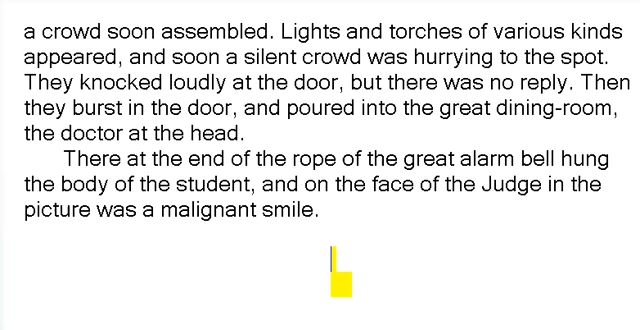 a crowd soon assembled. Lights and torches of various kinds
appeared, and soon a silent crowd was hurrying to the spot.
They knocked loudly at the door, but there was no reply. Then
they burst in the door, and poured into the great dining-room,
the doctor at the head.
There at the end of the rope of the great alarm bell hung
the body of the student, and on the face of the Judge in the
picture was a malignant smile.